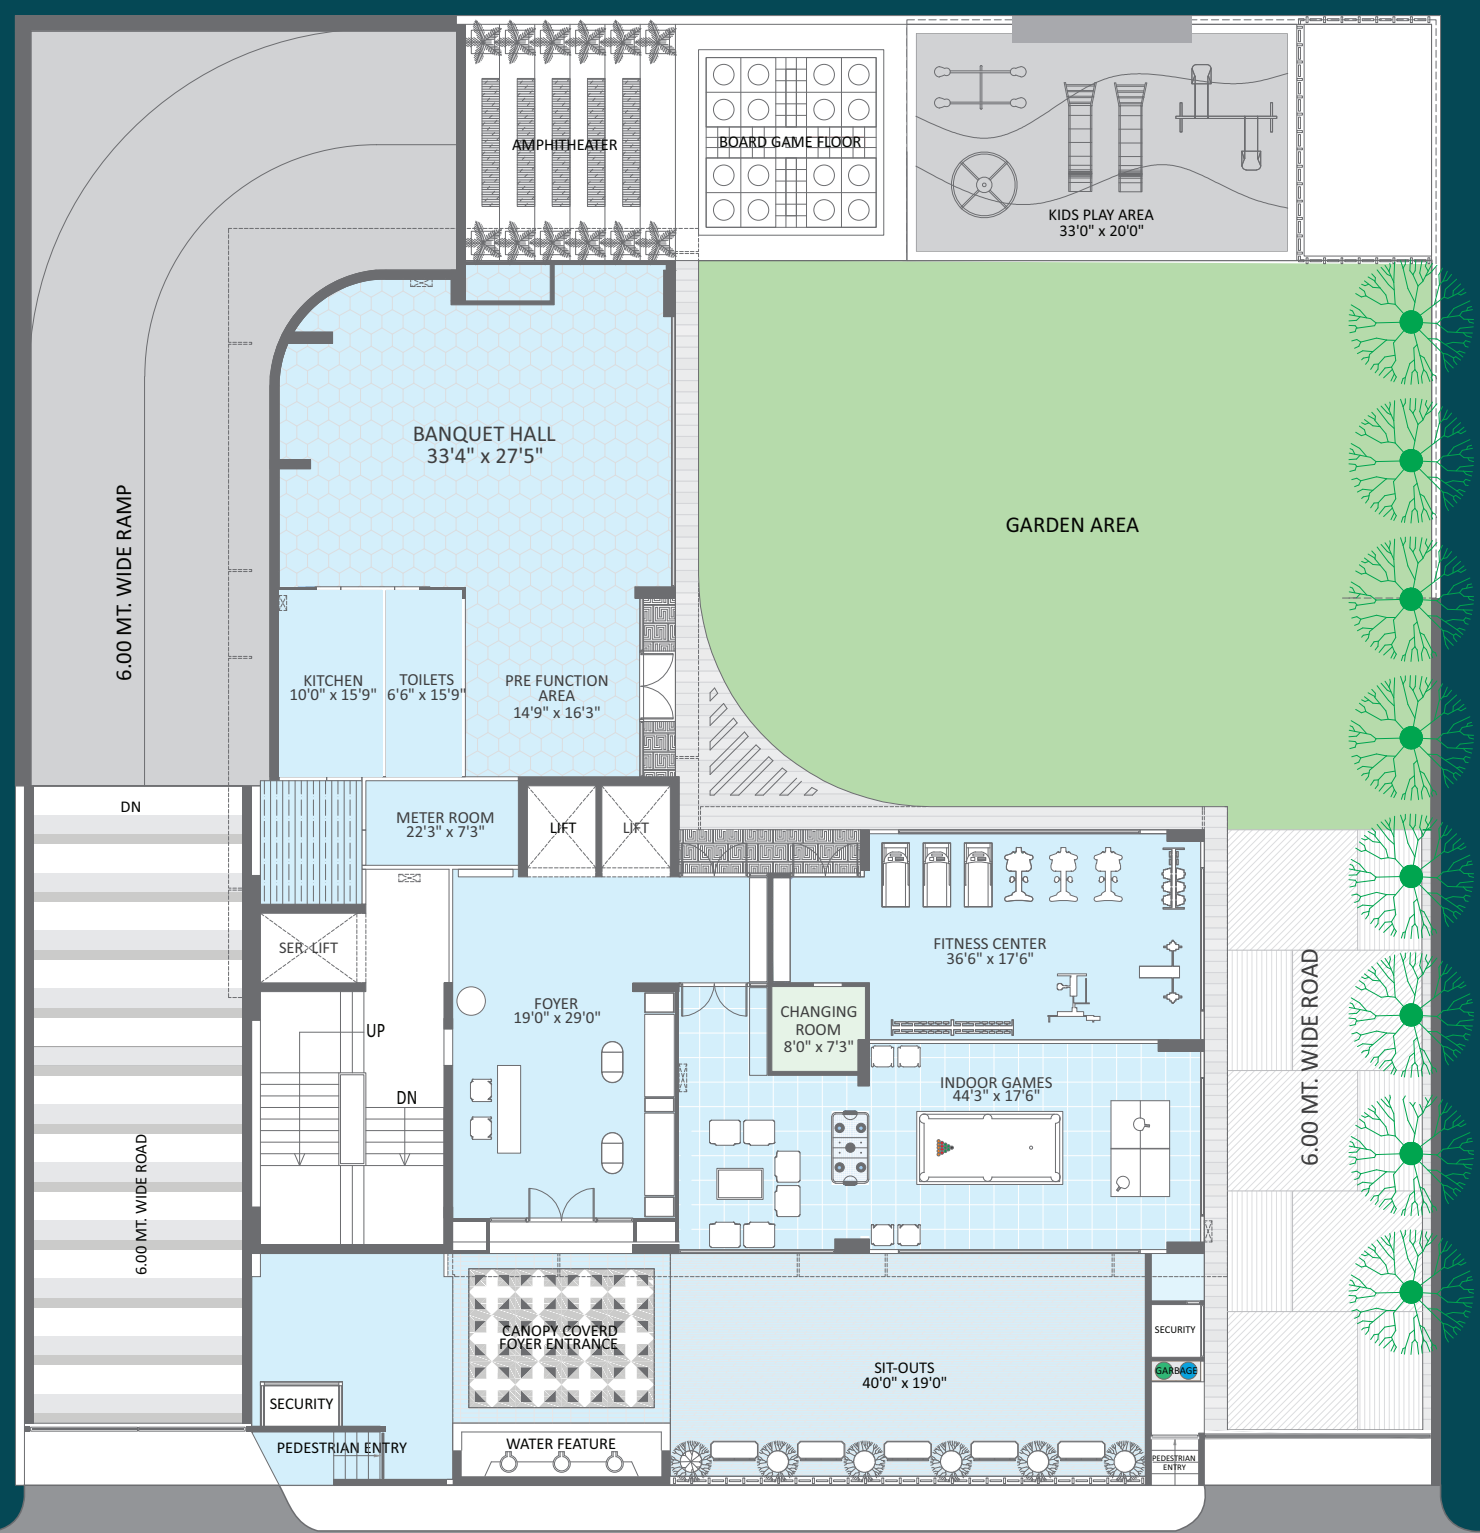 AMPHITHEATER
BOARD GAME FLOOR
KIDS PLAY AREA
33'0" x 20'0"
BANQUET HALL
33'4" x 27'5"
GARDEN AREA
6.00 MT. WIDE RAMP
KITCHEN
10'0" x 15'9"
TOILETS
6'6" x 15'9"
PRE FUNCTION
AREA
14'9" x 16'3"
DN
METER ROOM
22'3" x 7'3"
LIFT
LIFT
SER. LIFT
FITNESS CENTER
36'6" x 17'6"
FOYER
19'0" x 29'0"
CHANGING
ROOM
8'0" x 7'3"
UP
DN
INDOOR GAMES
44'3" x 17'6"
6.00 MT. WIDE ROAD
6.00 MT. WIDE ROAD
CANOPY COVERD
FOYER ENTRANCE
SIT-OUTS
40'0" x 19'0"
SECURITY
GARBAGE
SECURITY
PEDESTRIAN ENTRY
WATER FEATURE
PEDESTRIAN
ENTRY